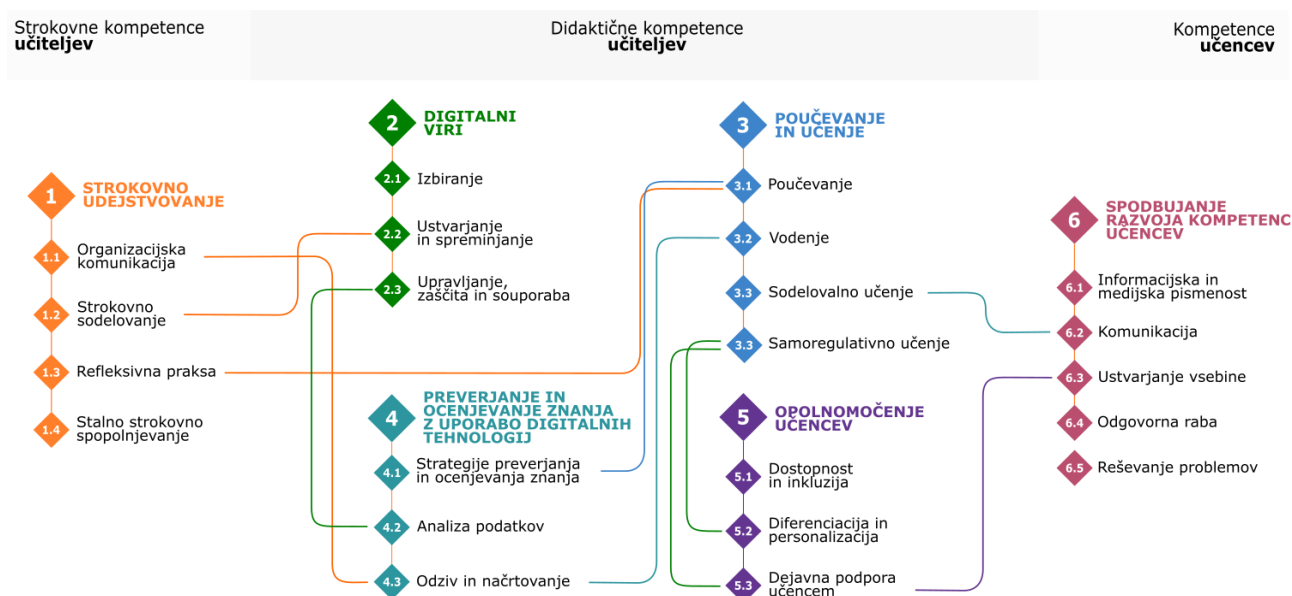 Strokovne kompetence
učiteljev
Didaktične kompetence
učiteljev
Kompetence
učencev
1
STROKOVNO
UDEJSTVOVANJE
1.1
Organizacijska
komunikacija
1.2
Strokovno
sodelovanje
1.3
Refleksivna praksa
1.4
Stalno strokovno
spopolnjevanje
2
DIGITALNI
VIRI
2.1
Izbiranje
2.2
Ustvarjanje
in spreminjanje
2.3
Upravljanje,
zaščita in souporaba
4
PREVERJANJE IN
OCENJEVANJE ZNANJA
Z UPORABO DIGITALNIH
TEHNOLOGIJ
4.1
Strategije preverjanja
in ocenjevanja znanja
4.2
Analiza podatkov
4.3
Odziv in načrtovanje
3
POUČEVANJE
IN UČENJE
3.1
Poučevanje
3.2
Vodenje
3.3
Sodelovalno učenje
3.3
Samoregulativno učenje
5
OPOLNOMOČENJE
UČENCEV
5.1
Dostopnost
in inkluzija
5.2
Diferenciacija in
personalizacija
5.3
Dejavna podpora
učencem
6
SPODBUJANJE
RAZVOJA KOMPETENC
UČENCEV
6.1
Informacijska in
medijska pismenost
6.2
Komunikacija
6.3
Ustvarjanje vsebine
6.4
Odgovorna raba
6.5
Reševanje problemov